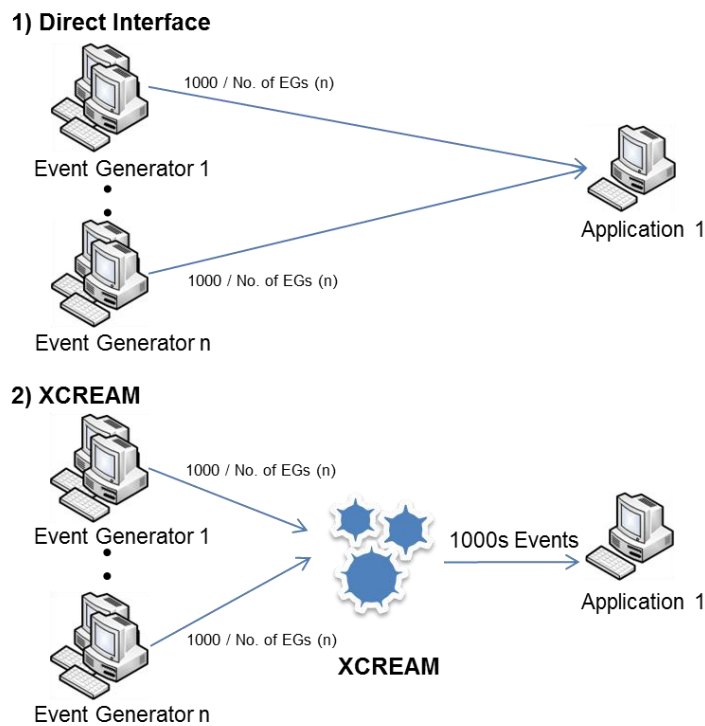 1) Direct Interface
1000 / No. of EGs (n)
Event Generator 1
Application 1
1000 / No. of EGs (n)
Event Generator n
2) XCREAM
1000 / No. of EGs (n)
Event Generator 1
1000s Events
Application 1
1000 / No. of EGs (n)
XCREAM
Event Generator n